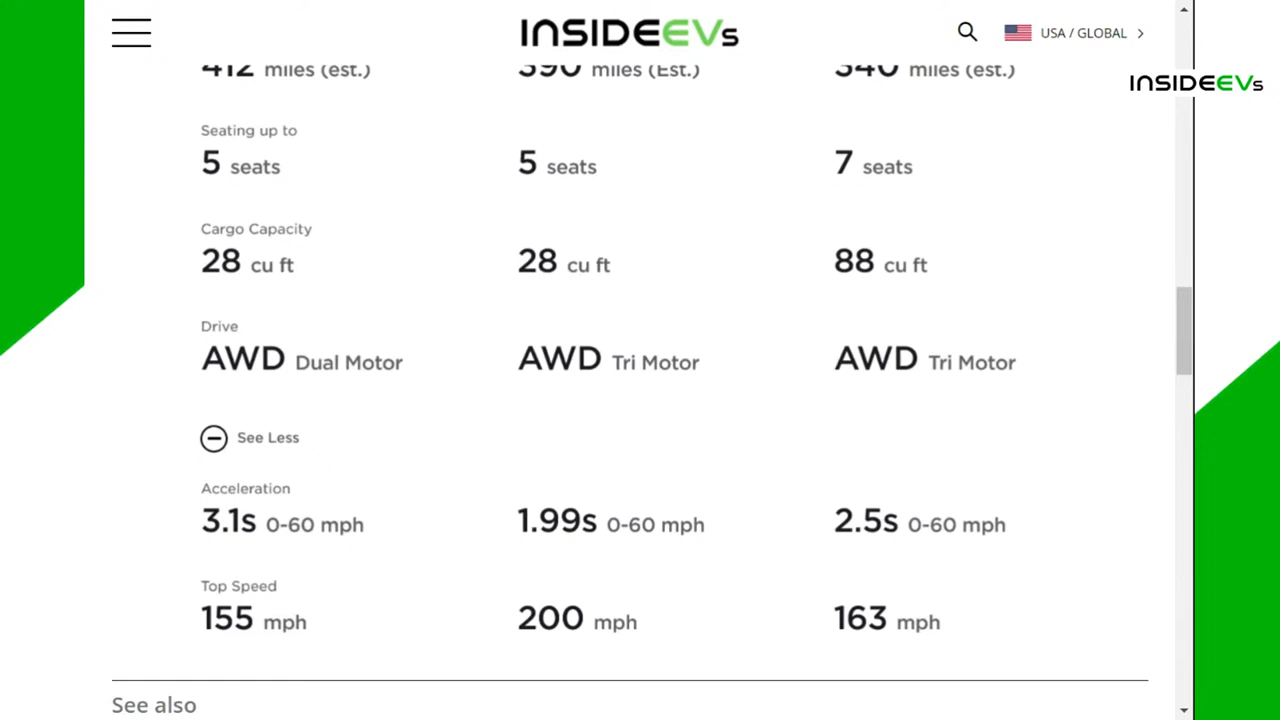 INSIDEEVs
USA / GLOBAL
INSIDEEVs
412 miles (est.) 390 miles (Est.) 340 miles (est.)
Seating up to
5 seats 5 seats 7 seats
Cargo Capacity
28 cu ft 28 cu ft 88 cu ft
Drive
AWD Dual Motor AWD Tri Motor AWD Tri Motor
See Less
Acceleration
3.1s 0-60 mph 1.99s 0-60 mph 2.5s 0-60 mph
Top Speed
155 mph 200 mph 163 mph
See also